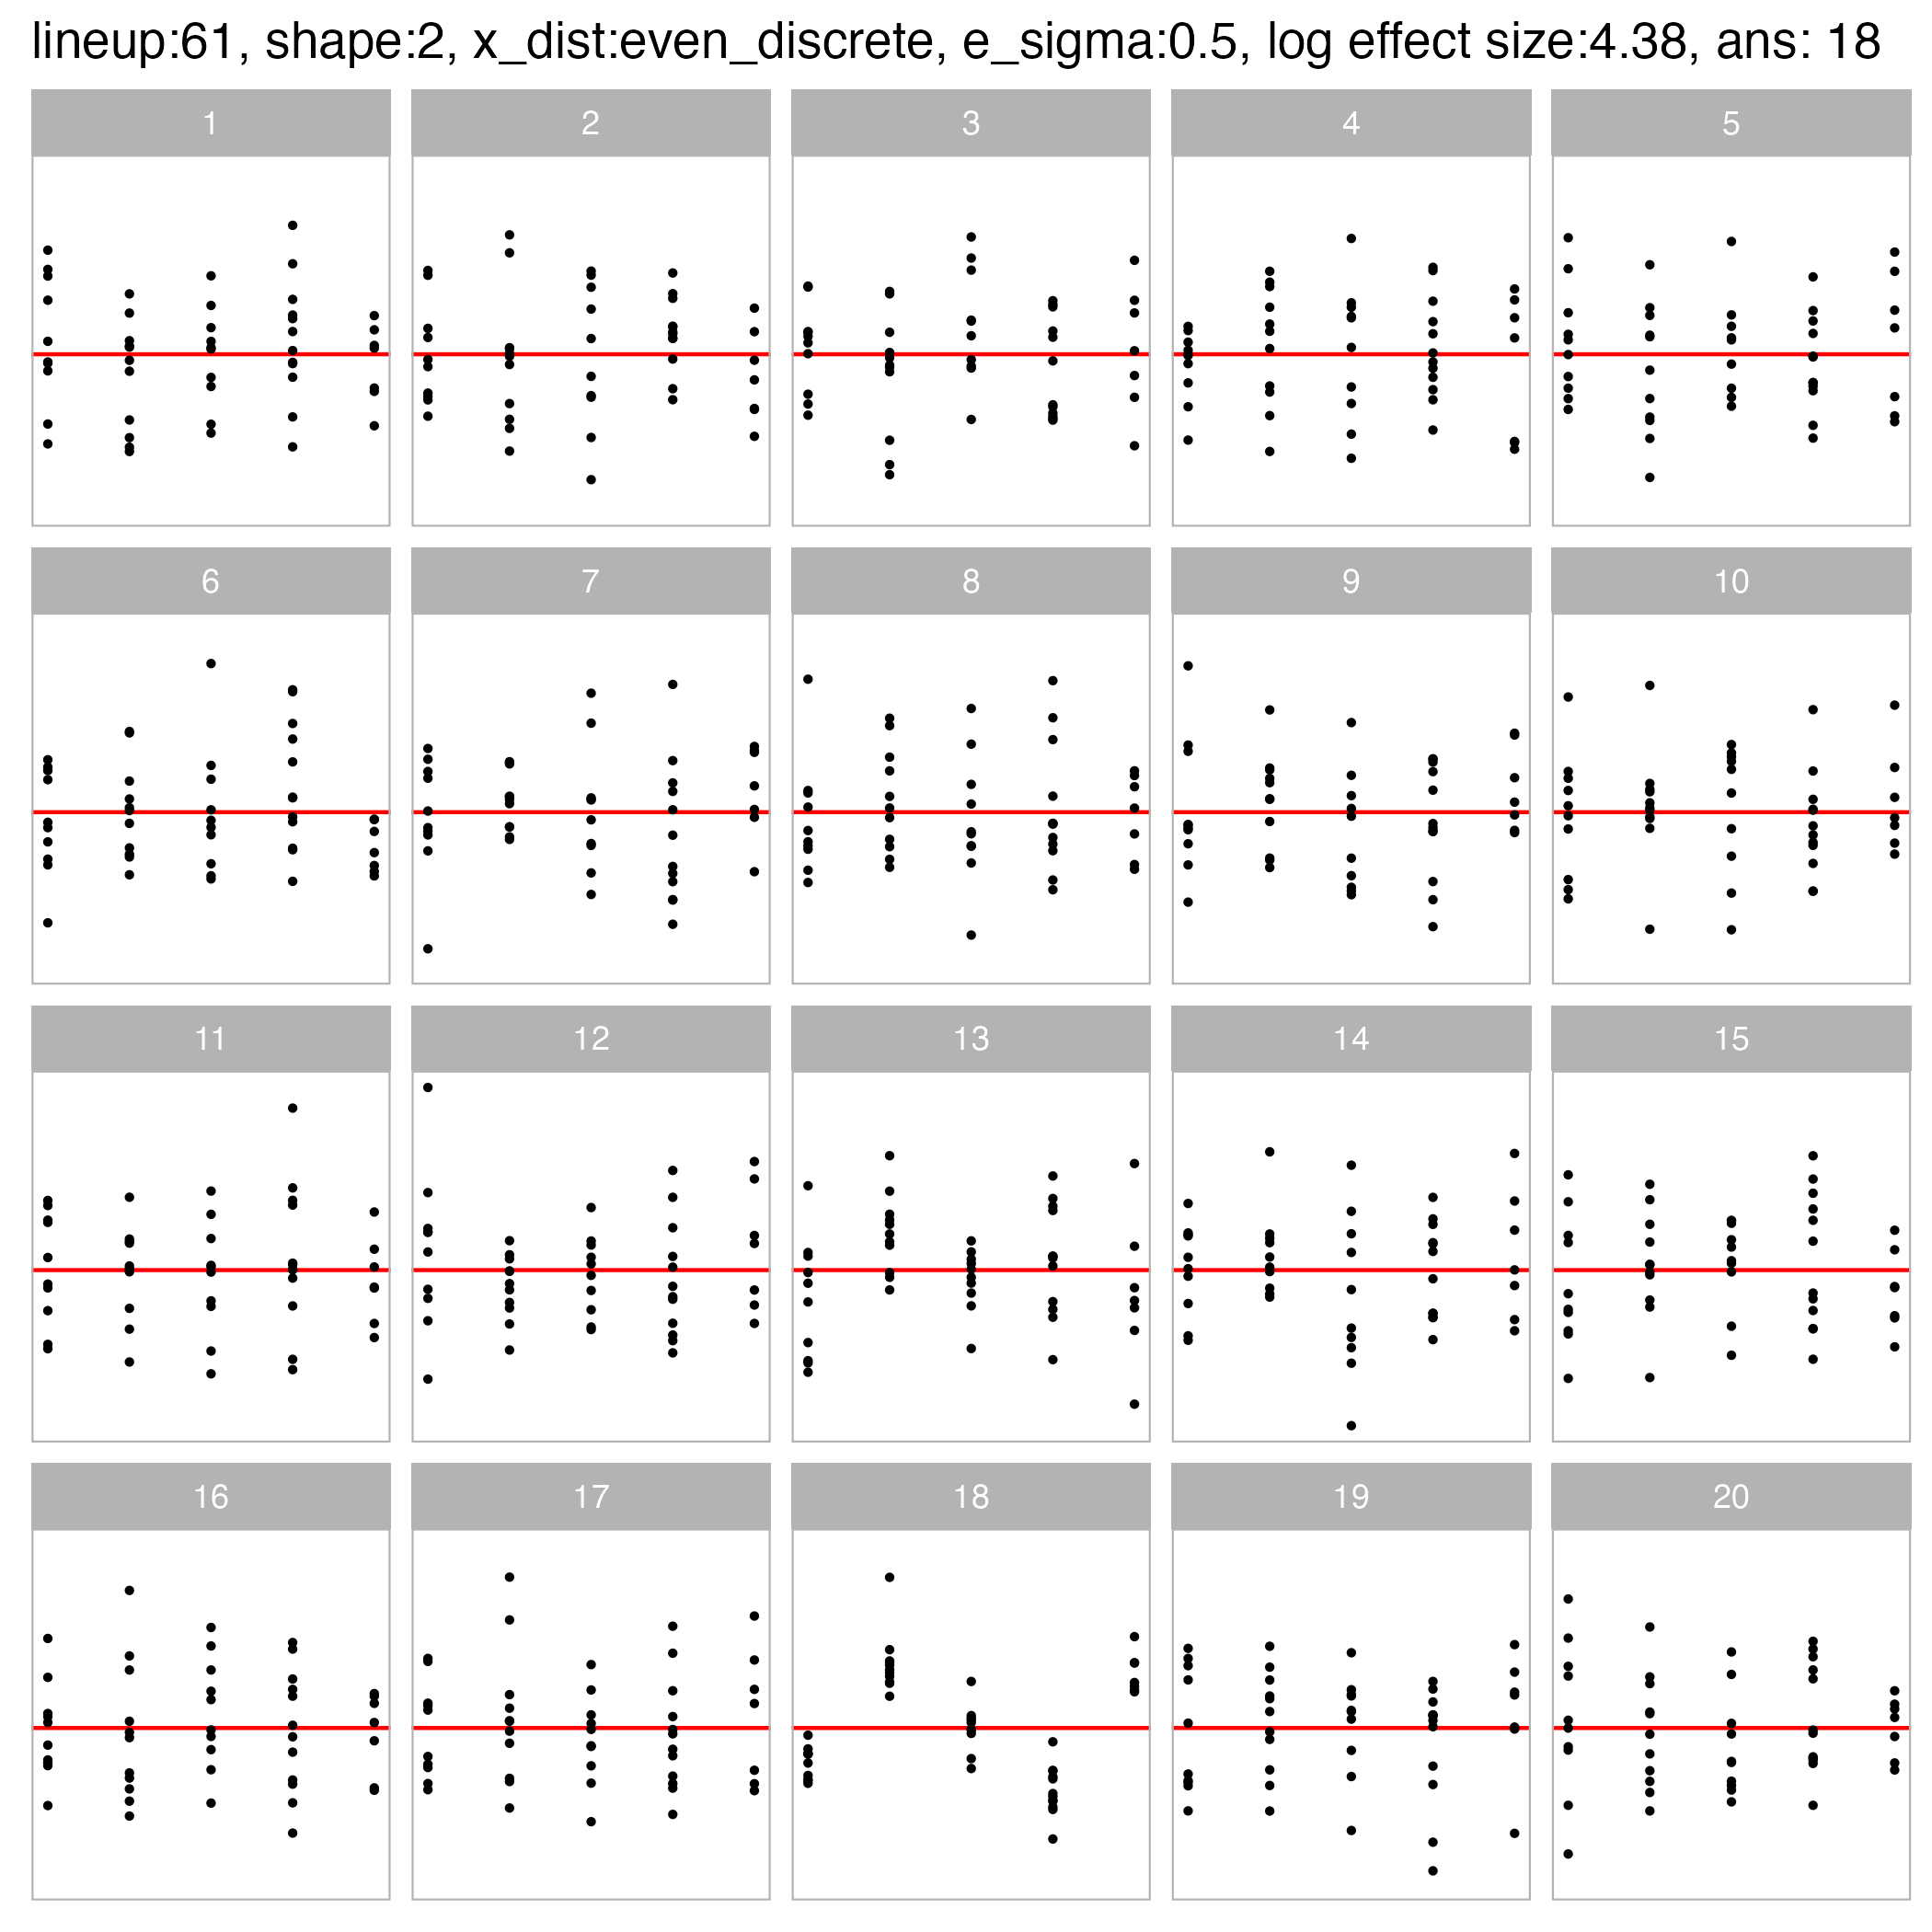 lineup:61, shape:2, x_dist:even_discrete, e_sigma:0.5, log effect size:4.38, ans: 18
1 2 3 4 5
6 7 8 9 10
11 12 13 14 15
16 17 18 19 20